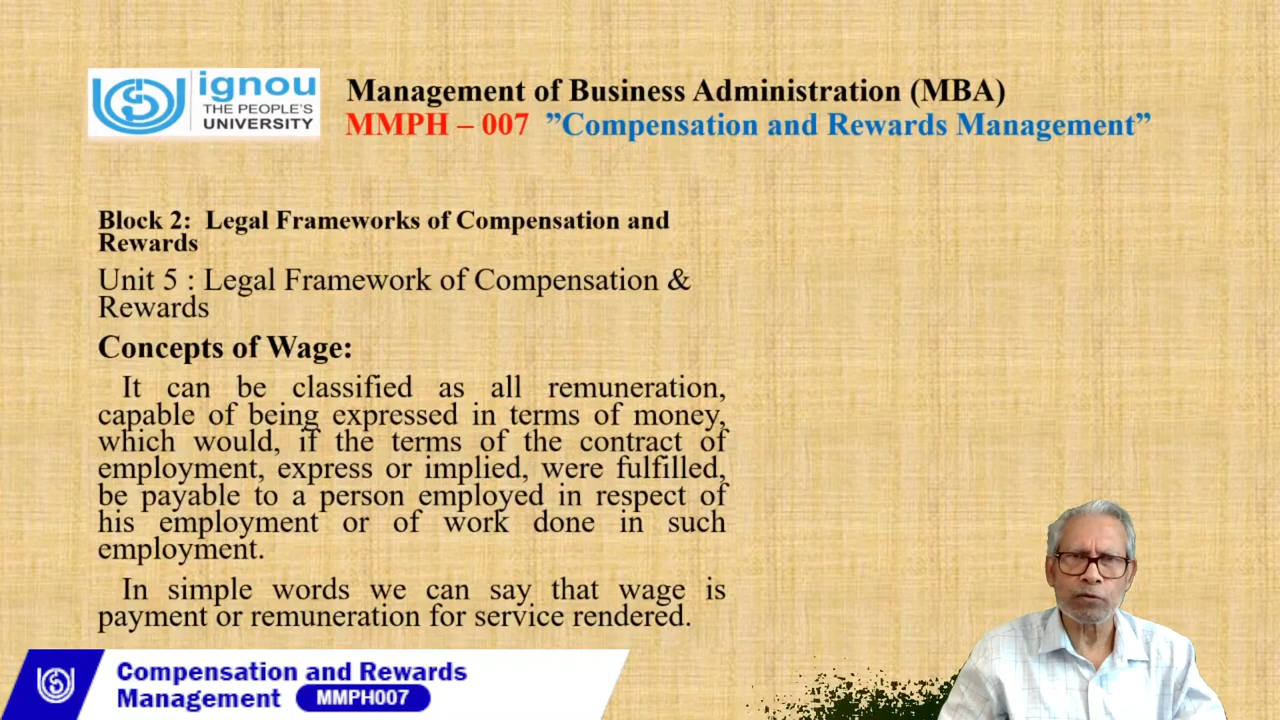 ignou
THE PEOPLE'S
UNIVERSITY
Management of Business Administration (MBA)
MMPH – 007 ”Compensation and Rewards Management”
Block 2: Legal Frameworks of Compensation and
Rewards
Unit 5 : Legal Framework of Compensation &
Rewards
Concepts of Wage:
It can be classified as all remuneration,
capable of being expressed in terms of money,
which would, if the terms of the contract of
employment, express or implied, were fulfilled,
be payable to a person employed in respect of
his employment or of work done in such
employment.
In simple words we can say that wage is
payment or remuneration for service rendered.
Compensation and Rewards
Management MMPH007